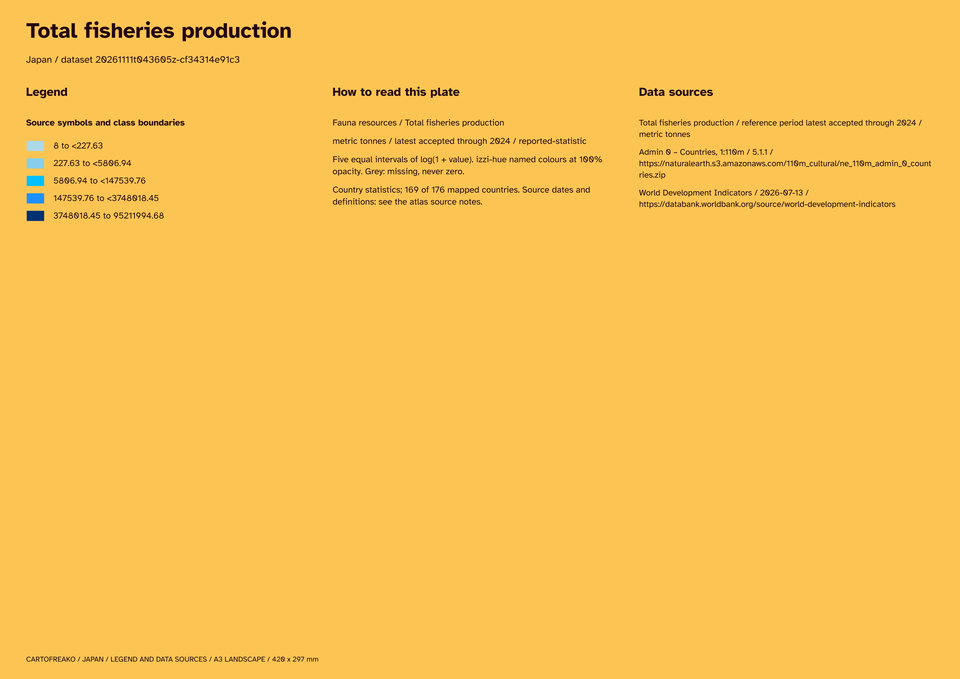 Total fisheries production
Japan / dataset 20261111t043605z-cf34314e91c3
Legend
Source symbols and class boundaries
8 to <227.63
227.63 to <5806.94
5806.94 to <147539.76
147539.76 to <3748018.45
3748018.45 to 95211994.68
How to read this plate
Fauna resources / Total fisheries production
metric tonnes / latest accepted through 2024 / reported-statistic
Five equal intervals of log(1 + value). izzi-hue named colours at 100%
opacity. Grey: missing, never zero.
Country statistics; 169 of 176 mapped countries. Source dates and
definitions: see the atlas source notes.
Data sources
Total fisheries production / reference period latest accepted through 2024 /
metric tonnes
Admin 0 – Countries, 1:110m / 5.1.1 /
https://naturalearth.s3.amazonaws.com/110m_cultural/ne_110m_admin_0_count
ries.zip
World Development Indicators / 2026-07-13 /
https://databank.worldbank.org/source/world-development-indicators
CARTOFREAKO / JAPAN / LEGEND AND DATA SOURCES / A3 LANDSCAPE / 420 x 297 mm